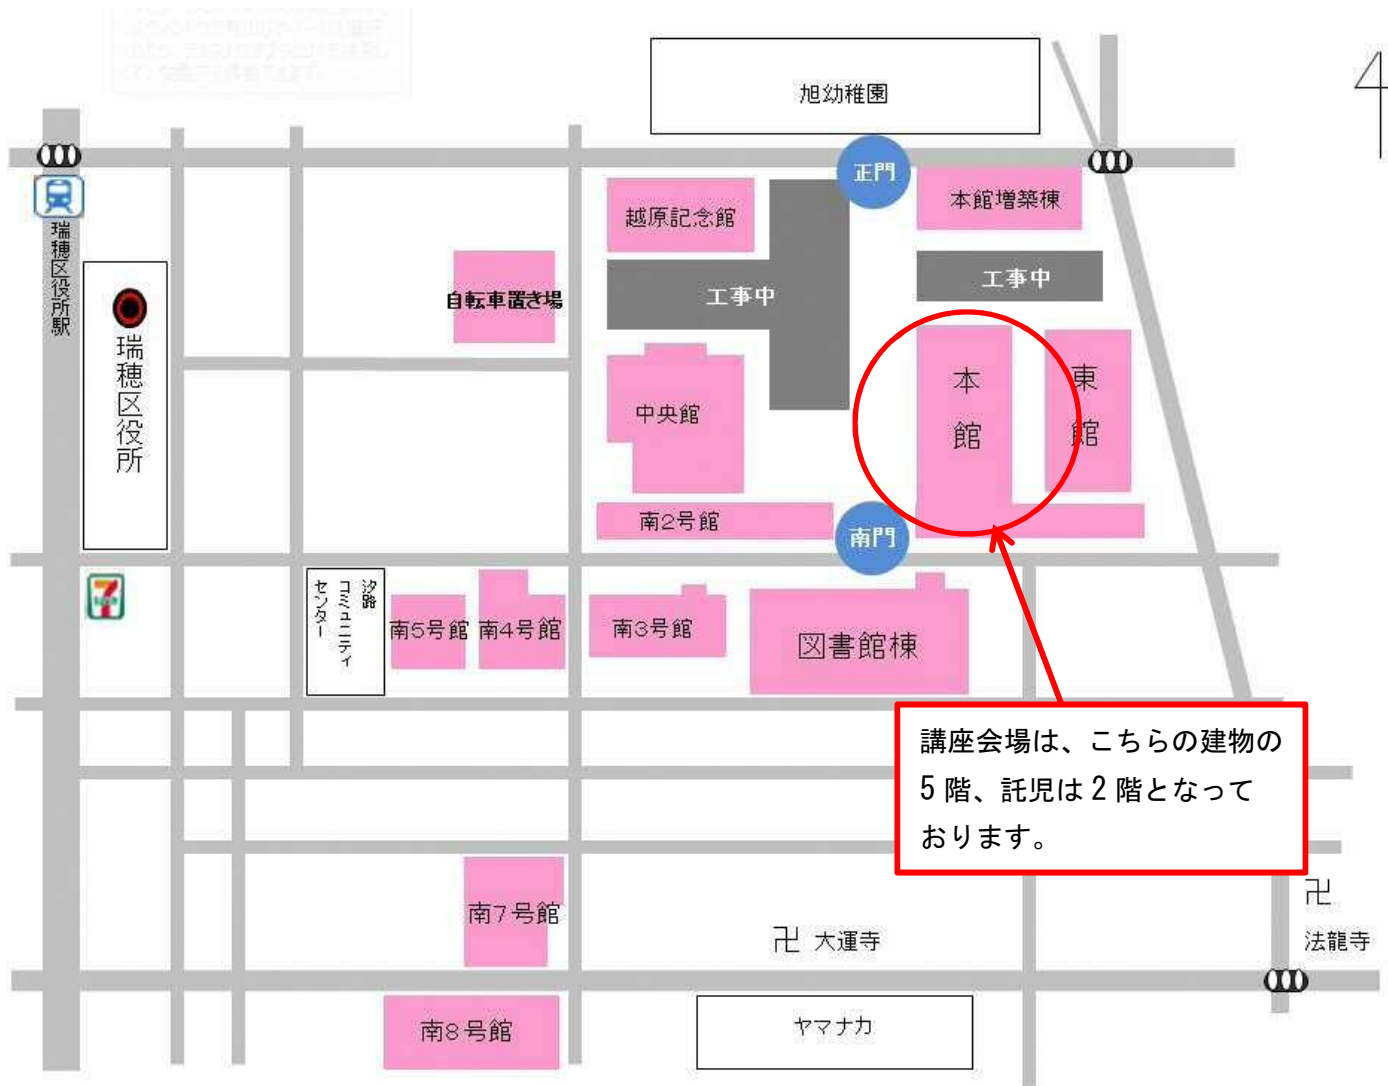 旭幼稚園
正門
本館増築棟
越原記念館
瑞穂区役所駅
工事中
自転車置き場
工事中
瑞穂区役所
本館
東館
中央館
南2号館
南門
7
汐路
コミュニティ
センター
南5号館
南4号館
南3号館
図書館棟
講座会場は、こちらの建物の
5階、託児は2階となって
おります。
南7号館
卍 大運寺
卍
法龍寺
南8号館
ヤマナカ